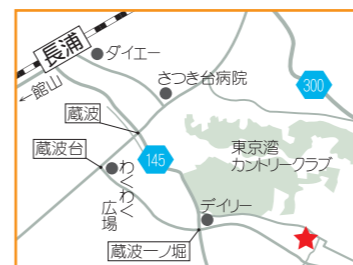 長浦
ダイエー
←館山
さつき台病院
300
蔵波
東京湾
カントリークラブ
蔵波台
145
わくわく
広場
デイリー
蔵波一ノ堀